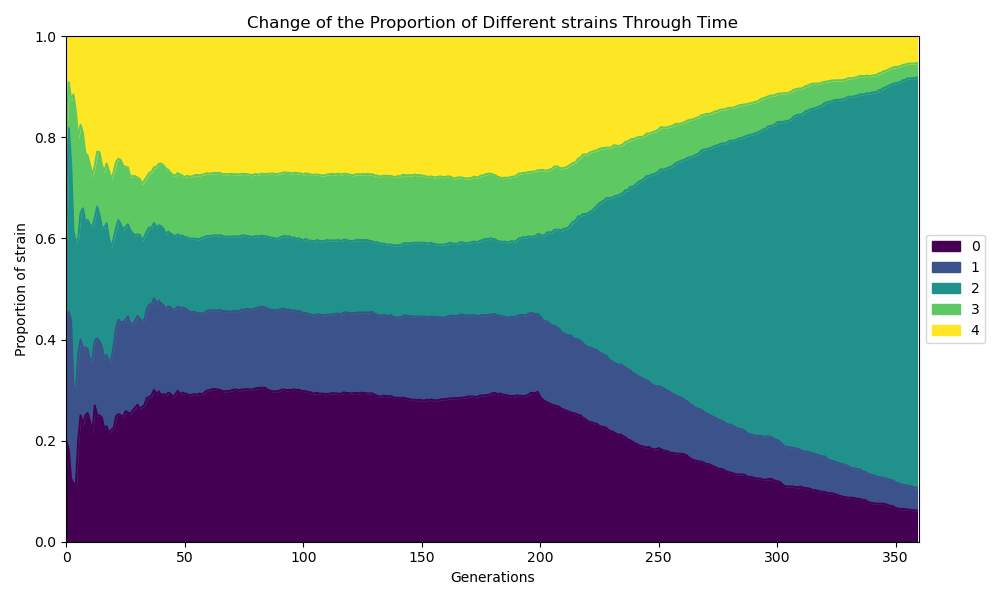 Change of the Proportion of Different strains Through Time
1.0
0.8
0.6
0.4
0.2
0.0
Proportion of strain
0
1
2
3
4
0 50 100 150 200 250 300 350
Generations